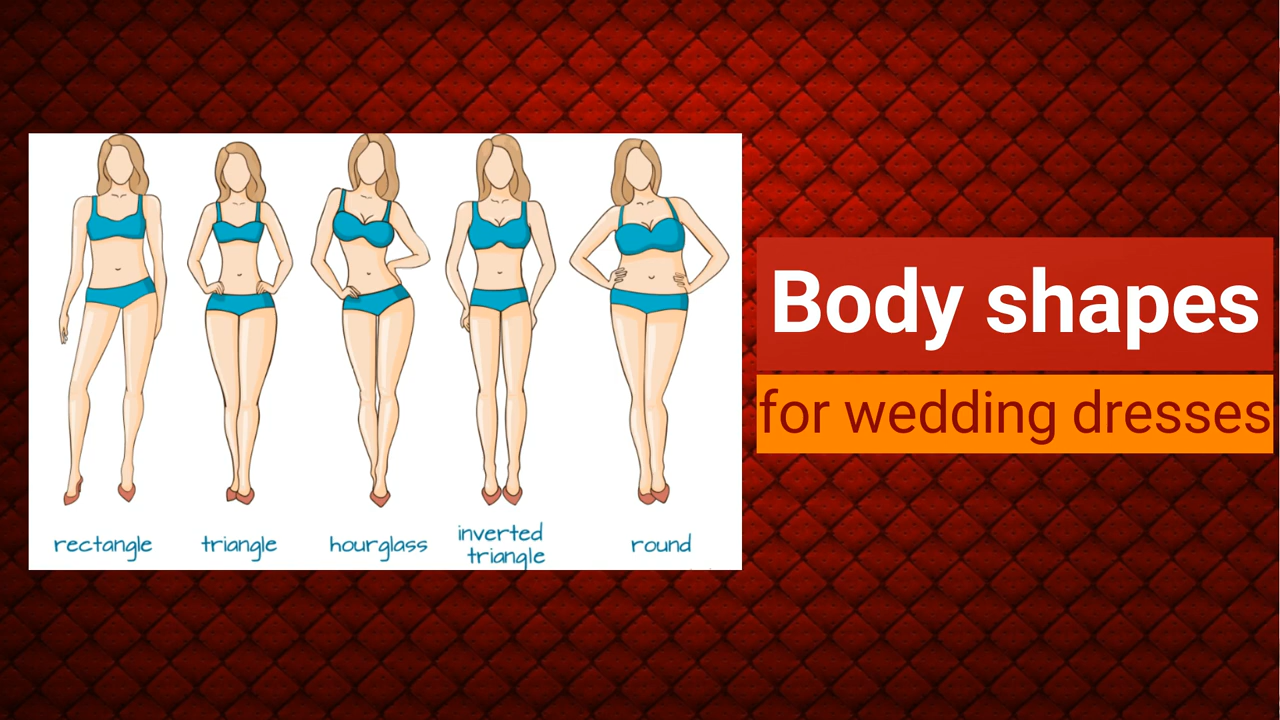 Body shapes
for wedding dresses
rectangle
triangle
hourglass
inverted
triangle
round